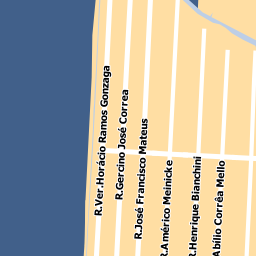 R.Ver.Horácio Ramos Gonzaga
R.Gercino José Correa
R.José Francisco Mateus
R.Américo Meinicke
R.Henrique Bianchini
Abílio Corrêa Mello